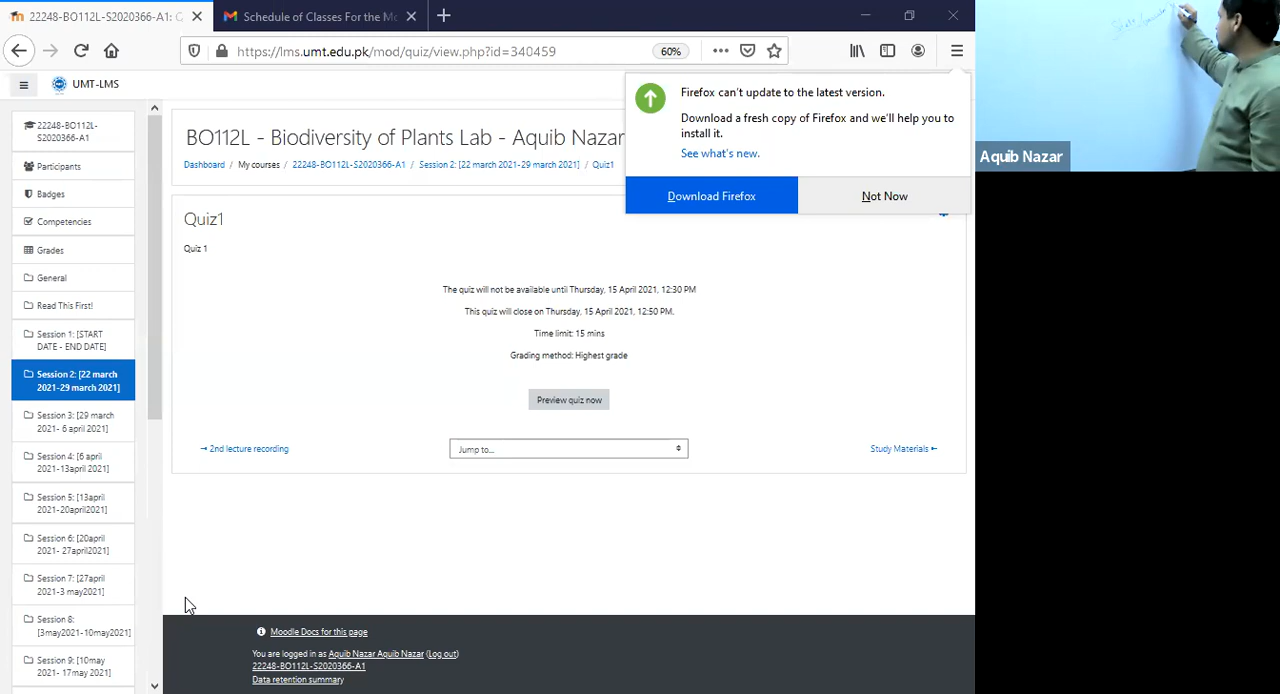 22248-BO112L-S2020366-A1: Q
Schedule of Classes For the Mo
https://lms.umt.edu.pk/mod/quiz/view.php?id=340459
60%
UMT-LMS
Firefox can't update to the latest version.
Download a fresh copy of Firefox and we'll help you to
install it.
See what's new.
Download Firefox
Not Now
Aquib Nazar
22248-BO112L-
S2020366-A1
Participants
Badges
Competencies
Grades
General
Read This First!
Session 1: [START
DATE - END DATE]
Session 2: [22 march
2021-29 march 2021]
Session 3: [29 march
2021- 6 april 2021]
Session 4: [6 april
2021-13april 2021]
Session 5: [13april
2021-20april2021]
Session 6: [20april
2021- 27april2021]
Session 7: [27april
2021-3 may2021]
Session 8:
[3may2021-10may2021]
Session 9: [10may
2021- 17may 2021]
BO112L - Biodiversity of Plants Lab - Aquib Nazar
Dashboard / My courses / 22248-BO112L-S2020366-A1 / Session 2: [22 march 2021-29 march 2021] / Quiz1
Quiz1
Quiz 1
The quiz will not be available until Thursday, 15 April 2021, 12:30 PM
This quiz will close on Thursday, 15 April 2021, 12:50 PM.
Time limit: 15 mins
Grading method: Highest grade
Preview quiz now
2nd lecture recording
Jump to...
Study Materials
Moodle Docs for this page
You are logged in as Aquib Nazar Aquib Nazar (Log out)
22248-BO112L-S2020366-A1
Data retention summary